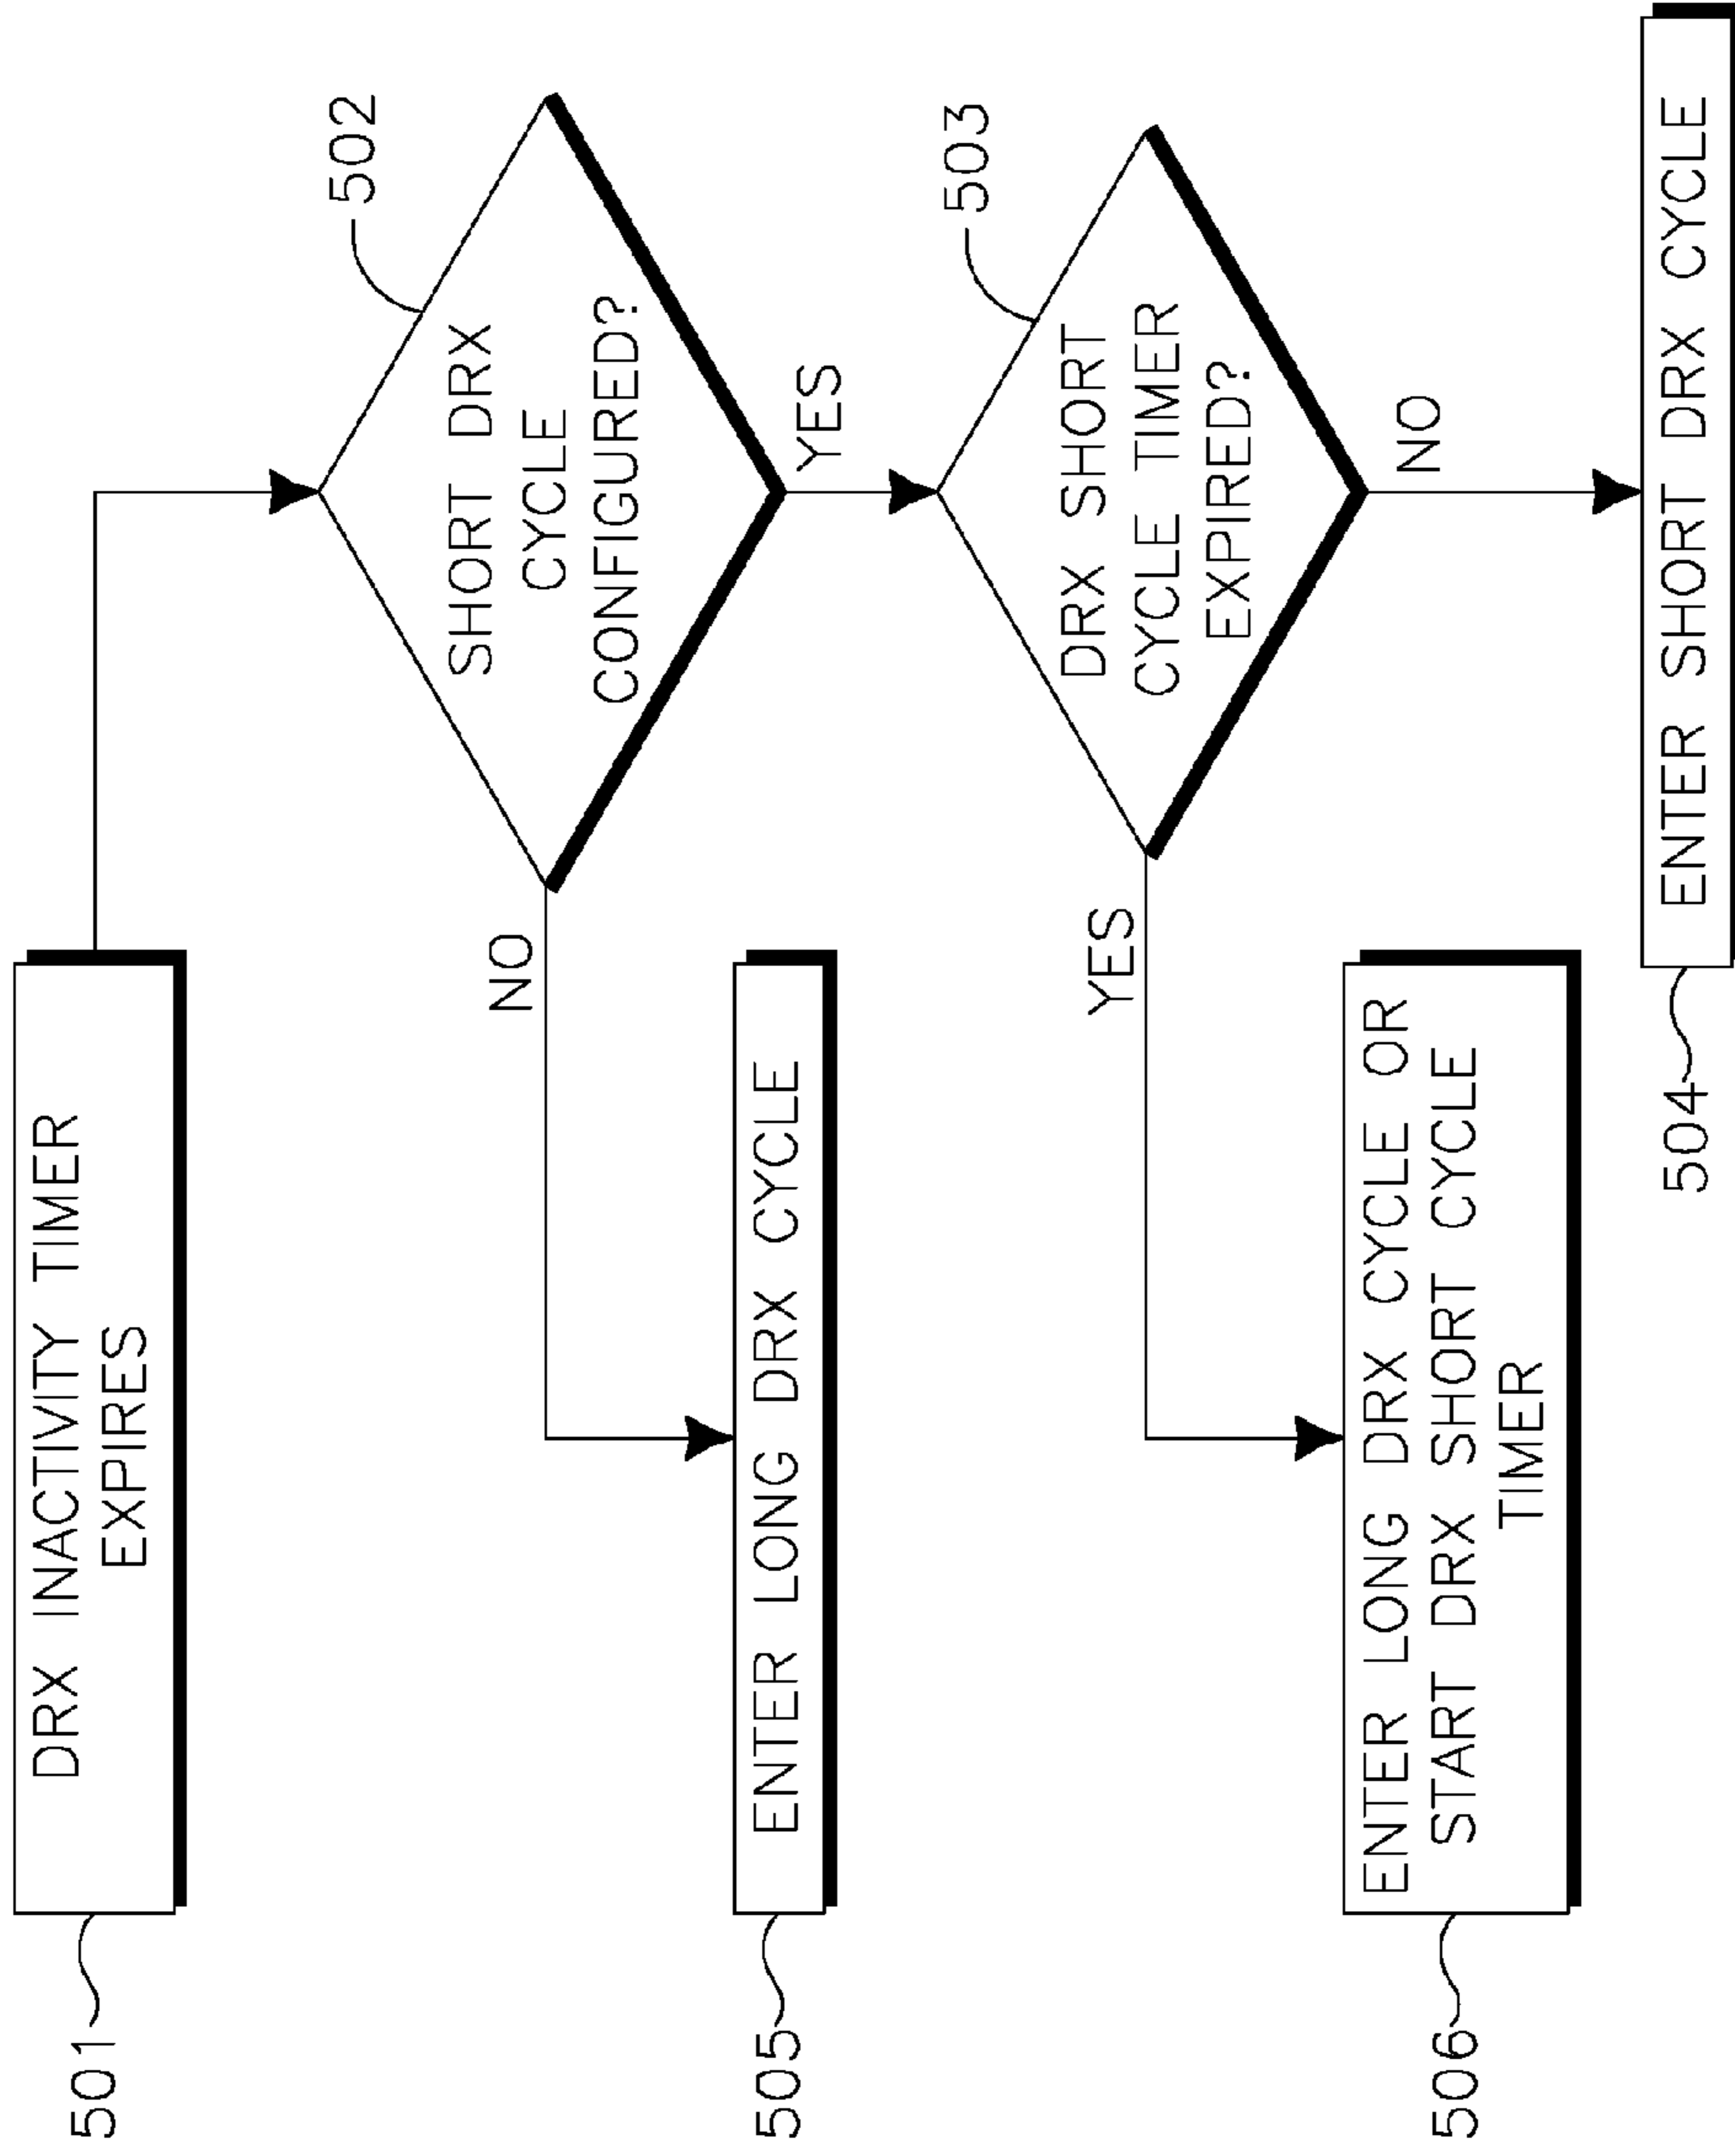 501
DRX INACTIVITY TIMER
EXPIRES
502
SHORT DRX
CYCLE
CONFIGURED?
NO
YES
505
ENTER LONG DRX CYCLE
503
DRX SHORT
CYCLE TIMER
EXPIRED?
YES
NO
506
ENTER LONG DRX CYCLE OR
START DRX SHORT CYCLE
TIMER
504
ENTER SHORT DRX CYCLE